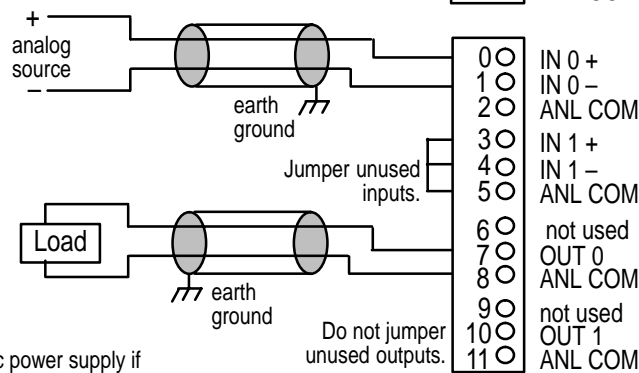 +
analog
source
–
earth
ground
Jumper unused
inputs.
0 IN 0 +
1 IN 0 –
2 ANL COM
3 IN 1 +
4 IN 1 –
5 ANL COM
6 not used
7 OUT 0
8 ANL COM
9 not used
10 OUT 1
11 ANL COM
Load
earth
ground
Do not jumper
unused outputs.
power supply if